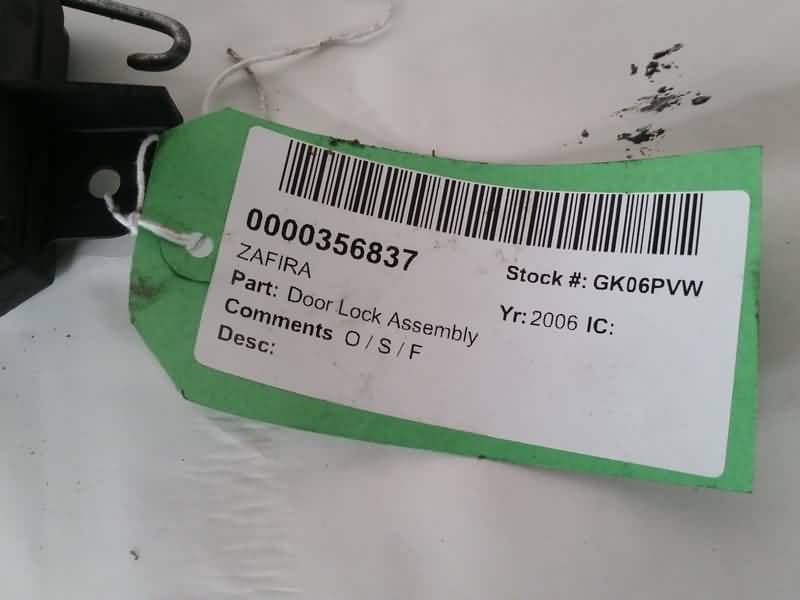 0000356837
ZAFIRA
Stock #: GK06PVW
Part: Door Lock Assembly
Yr: 2006 IC:
Comments O / S / F
Desc: